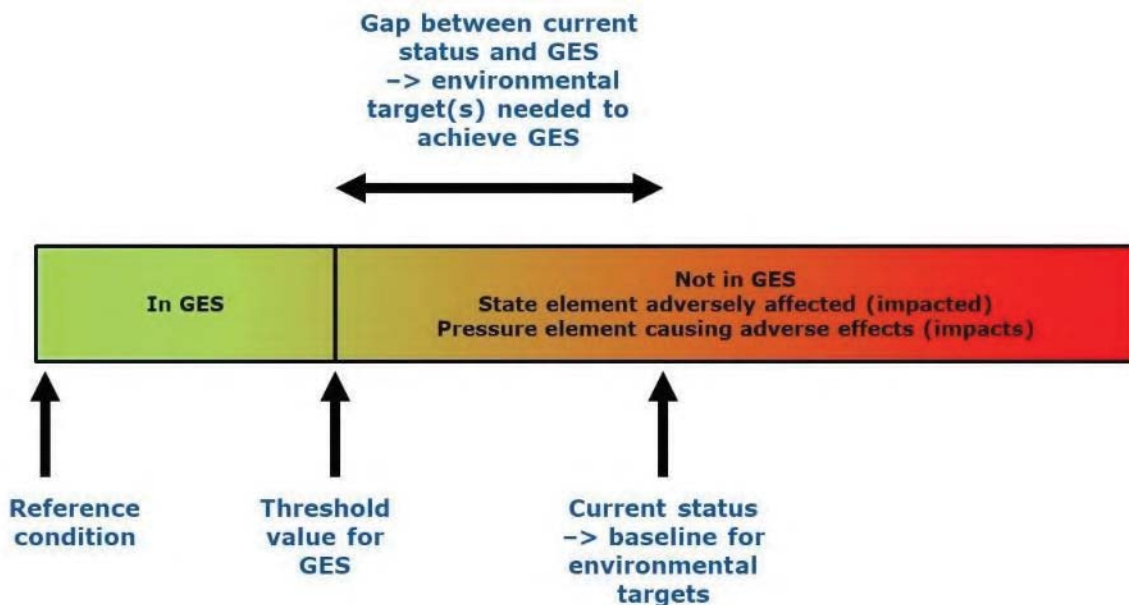 Gap between current
status and GES
–> environmental
target(s) needed to
achieve GES
In GES
Not in GES
State element adversely affected (impacted)
Pressure element causing adverse effects (impacts)
Reference
condition
Threshold
value for
GES
Current status
–> baseline for
environmental
targets